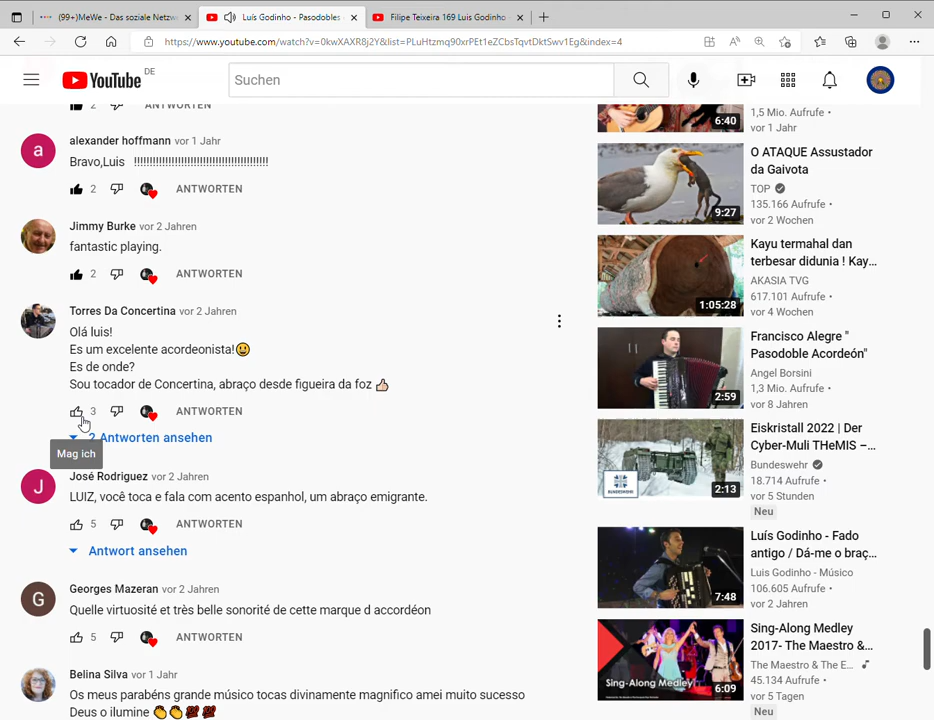 (99+)MeWe - Das soziale Netzw
Luís Godinho - Pasodobles
Filipe Teixeira 169 Luis Godinho
https://www.youtube.com/watch?v=0kwXAXR8j2Y&list=PLuHtzmq90xrPEt1eZCbsTqvtDktSwv1Eg&index=4
YouTube DE
Suchen
2 ANTWORTEN
a
alexander hoffmann vor 1 Jahr
Bravo,Luis !!!!!!!!!!!!!!!!!!!!!!!!!!!!!!!!!!!!!!!!!!!!
2 ANTWORTEN
Jimmy Burke vor 2 Jahren
fantastic playing.
2 ANTWORTEN
Torres Da Concertina vor 2 Jahren
Olá luis!
Es um excelente acordeonista!😃
Es de onde?
Sou tocador de Concertina, abraço desde figueira da foz 👍🏻
3 ANTWORTEN
2 Antworten ansehen
Mag ich
J
José Rodriguez vor 2 Jahren
LUIZ, você toca e fala com acento espanhol, um abraço emigrante.
5 ANTWORTEN
Antwort ansehen
G
Georges Mazeran vor 2 Jahren
Quelle virtuosité et très belle sonorité de cette marque d accordéon
5 ANTWORTEN
Belina Silva vor 1 Jahr
Os meus parabéns grande músico tocas divinamente magnifico amei muito sucesso
Deus o ilumine 👏👏💯💯
6:40
1,5 Mio. Aufrufe •
vor 1 Jahr
9:27
O ATAQUE Assustador
da Gaivota
TOP
135.166 Aufrufe •
vor 2 Wochen
1:05:28
Kayu termahal dan
terbesar didunia ! Kay...
AKASIA TVG
617.101 Aufrufe •
vor 4 Wochen
2:59
Francisco Alegre "
Pasodoble Acordeón"
Angel Borsini
1,3 Mio. Aufrufe •
vor 8 Jahren
BUNDESWEHR
2:13
Eiskristall 2022 | Der
Cyber-Muli THeMIS –...
Bundeswehr
18.714 Aufrufe •
vor 5 Stunden
Neu
7:48
Luís Godinho - Fado
antigo / Dá-me o braç...
Luis Godinho - Músico
106.605 Aufrufe •
vor 2 Jahren
Sing-Along Medley
6:09
Sing-Along Medley
2017- The Maestro &...
The Maestro & The E...
45.134 Aufrufe •
vor 5 Tagen
Neu